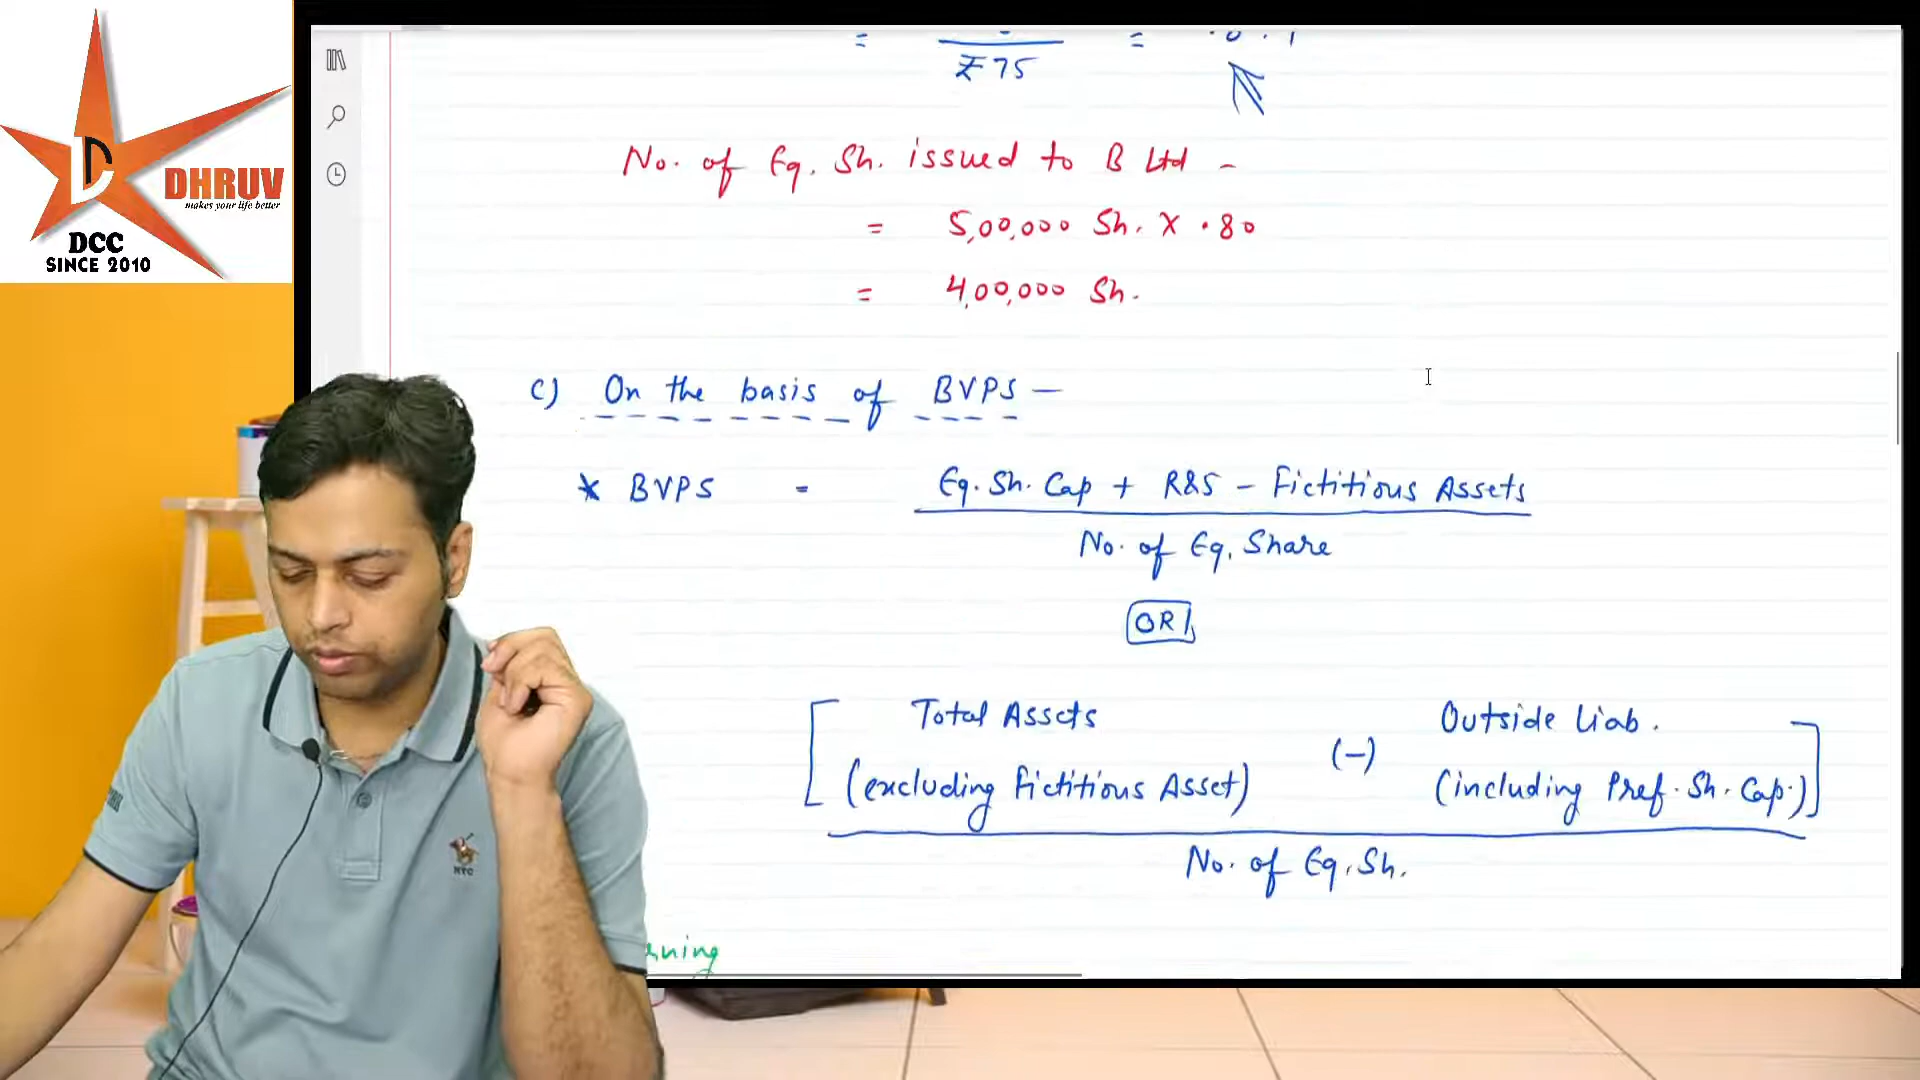 = ₹75 =
No. of Eq. Sh. issued to B Ltd -
= 5,00,000 Sh. X .80
= 4,00,000 Sh.
C) On the basis of BVPS -
* BVPS = Eq. Sh. Cap + R&S - Fictitious Assets
No. of Eq. Share
OR
[ Total Assets (-) Outside Liab.
(excluding Fictitious Asset) (including Pref. Sh. Cap.) ]
No. of Eq. Sh.
D
DHRUV
makes your life better
DCC
SINCE 2010
NYC